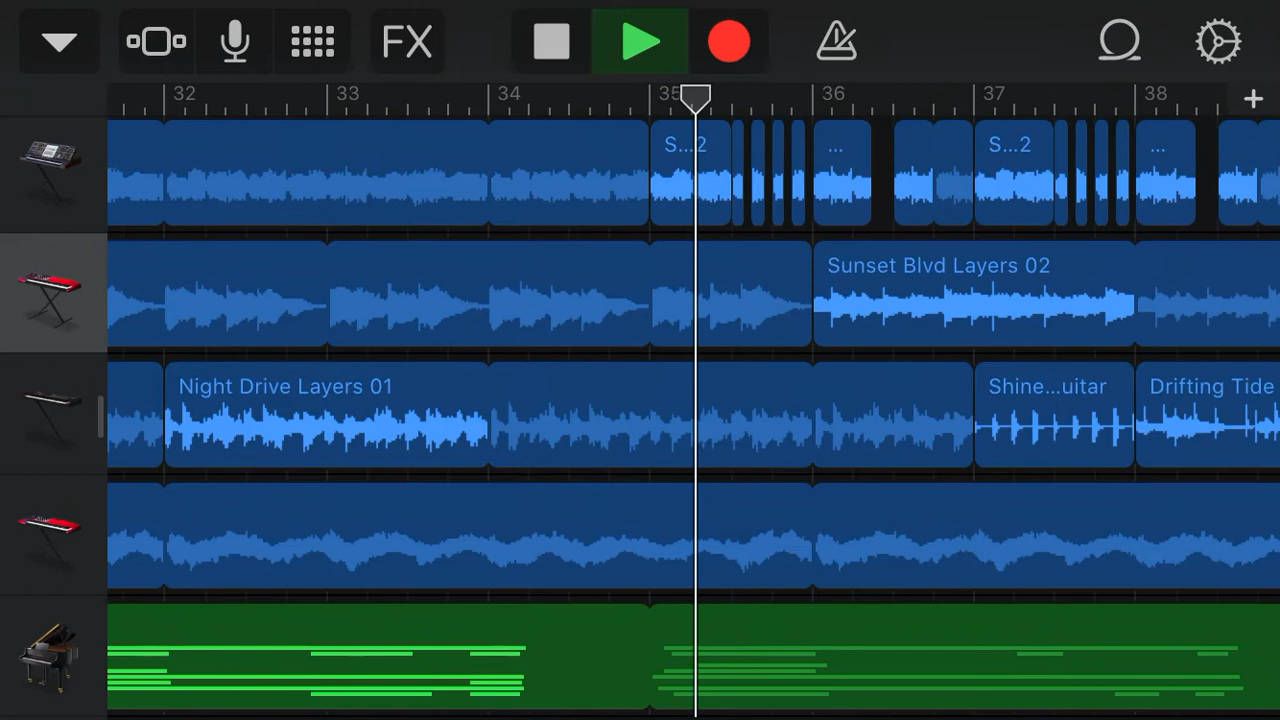 FX
32 33 34 35 36 37 38
S...2 ... S...2 ...
Sunset Blvd Layers 02
Night Drive Layers 01 Shine...uitar Drifting Tide